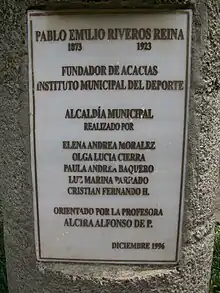 PABLO EMILIO RIVEROS REINA
1873 1923
FUNDADOR DE ACACIAS
INSTITUTO MUNICIPAL DEL DEPORTE
ALCALDÍA MUNICIPAL
REALIZADO POR
ELENA ANDREA MORALEZ
OLGA LUCIA CIERRA
PAULA ANDREA BAQUERO
LUZ MARINA PARRADO
CRISTIAN FERNANDO H.
ORIENTADO POR LA PROFESORA
ALCIRA ALFONSO DE P.
DICIEMBRE 1996